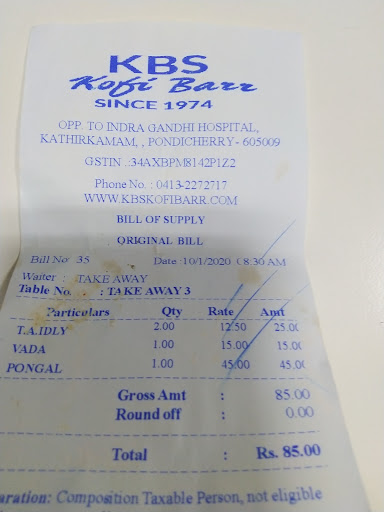 KBS
Kofi Barr
SINCE 1974
OPP. TO INDRA GANDHI HOSPITAL,
KATHIRKAMAM, , PONDICHERRY- 605009
GSTIN .:34AXBPM8142P1Z2
Phone No. : 0413-2272717
WWW.KBSKOFIBARR.COM
BILL OF SUPPLY
ORIGINAL BILL
Bill No: 35 Date :10/1/2020 08:30 AM
Waiter : TAKE AWAY
Table No. : TAKE AWAY 3
Particulars Qty Rate Amt
T.A.IDLY 2.00 12.50 25.00
VADA 1.00 15.00 15.00
PONGAL 1.00 45.00 45.00
Gross Amt : 85.00
Round off : 0.00
Total : Rs. 85.00
aration: Composition Taxable Person, not eligible